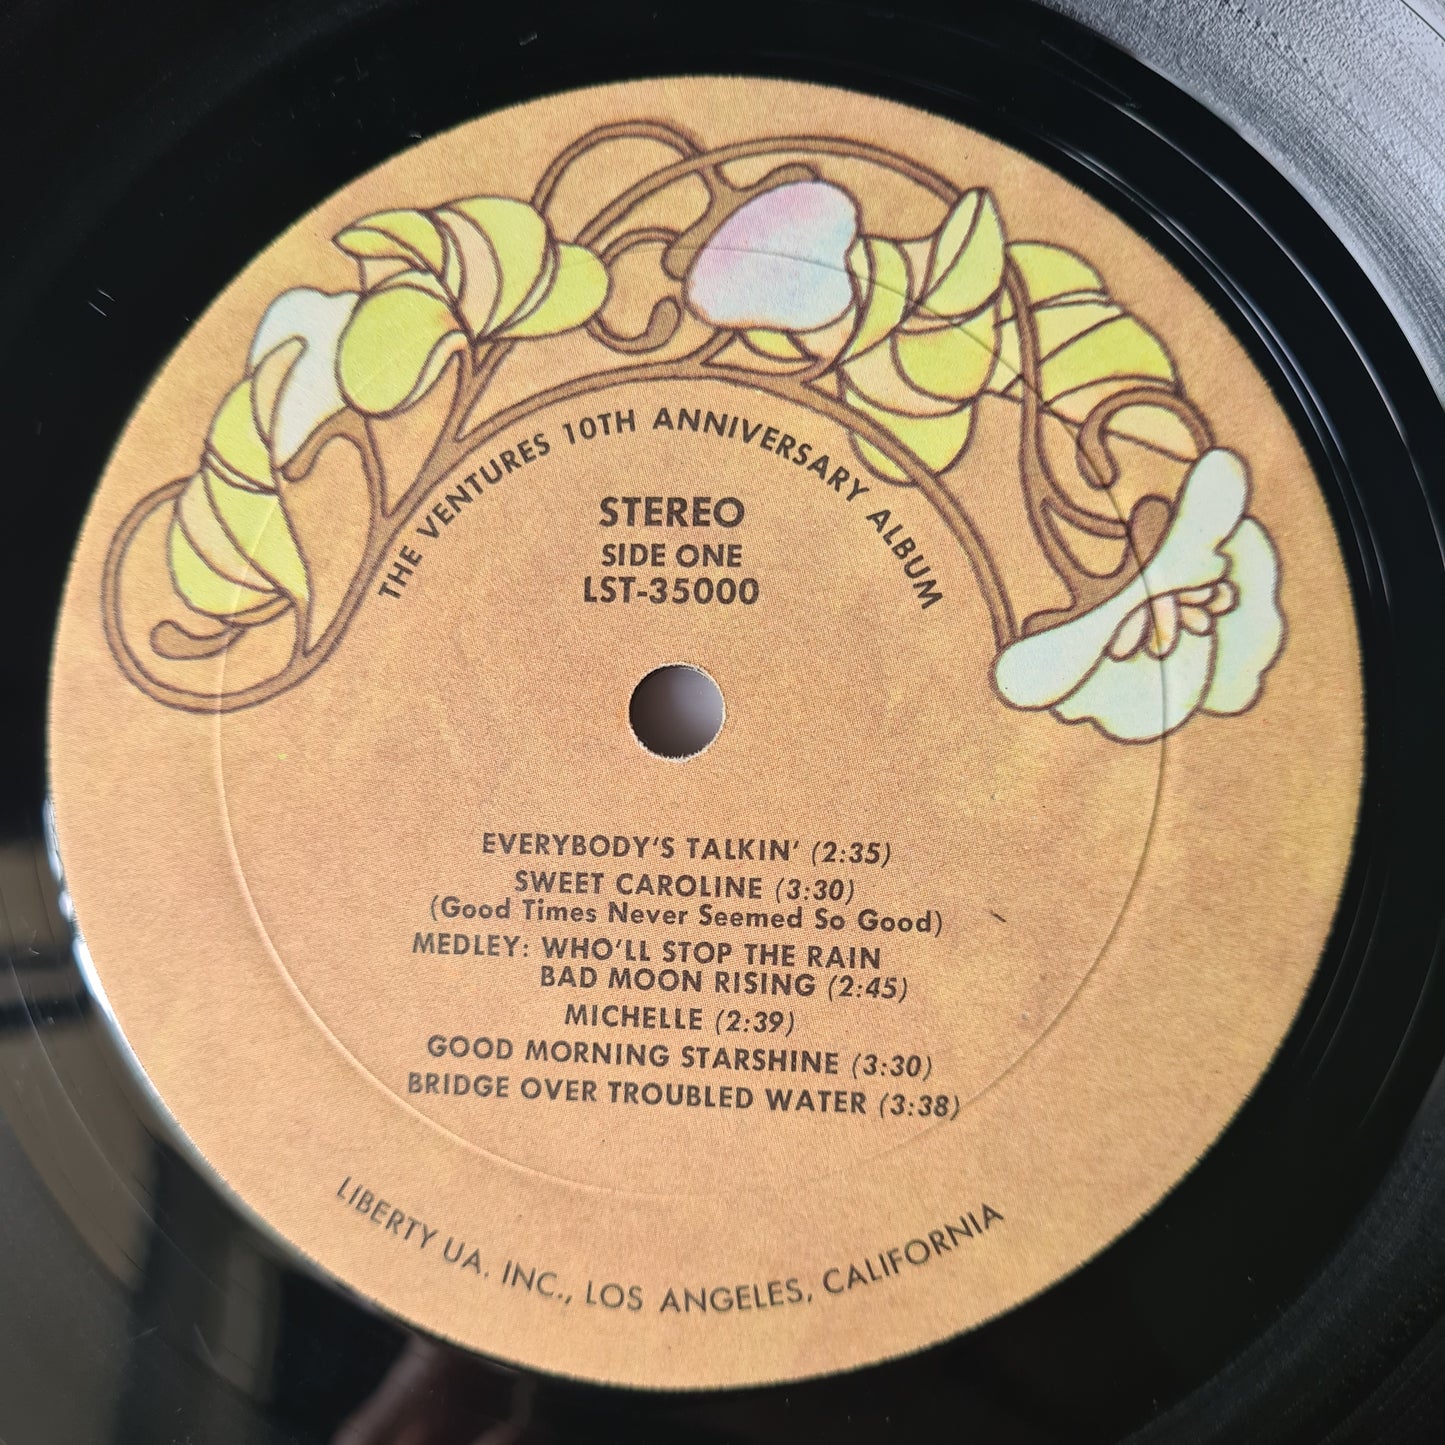 THE VENTURES 10TH ANNIVERSARY ALBUM
STEREO
SIDE ONE
LST-35000
EVERYBODY'S TALKIN' (2:35)
SWEET CAROLINE (3:30)
(Good Times Never Seemed So Good)
MEDLEY: WHO'LL STOP THE RAIN
BAD MOON RISING (2:45)
MICHELLE (2:39)
GOOD MORNING STARSHINE (3:30)
BRIDGE OVER TROUBLED WATER (3:38)
LIBERTY UA. INC., LOS ANGELES, CALIFORNIA